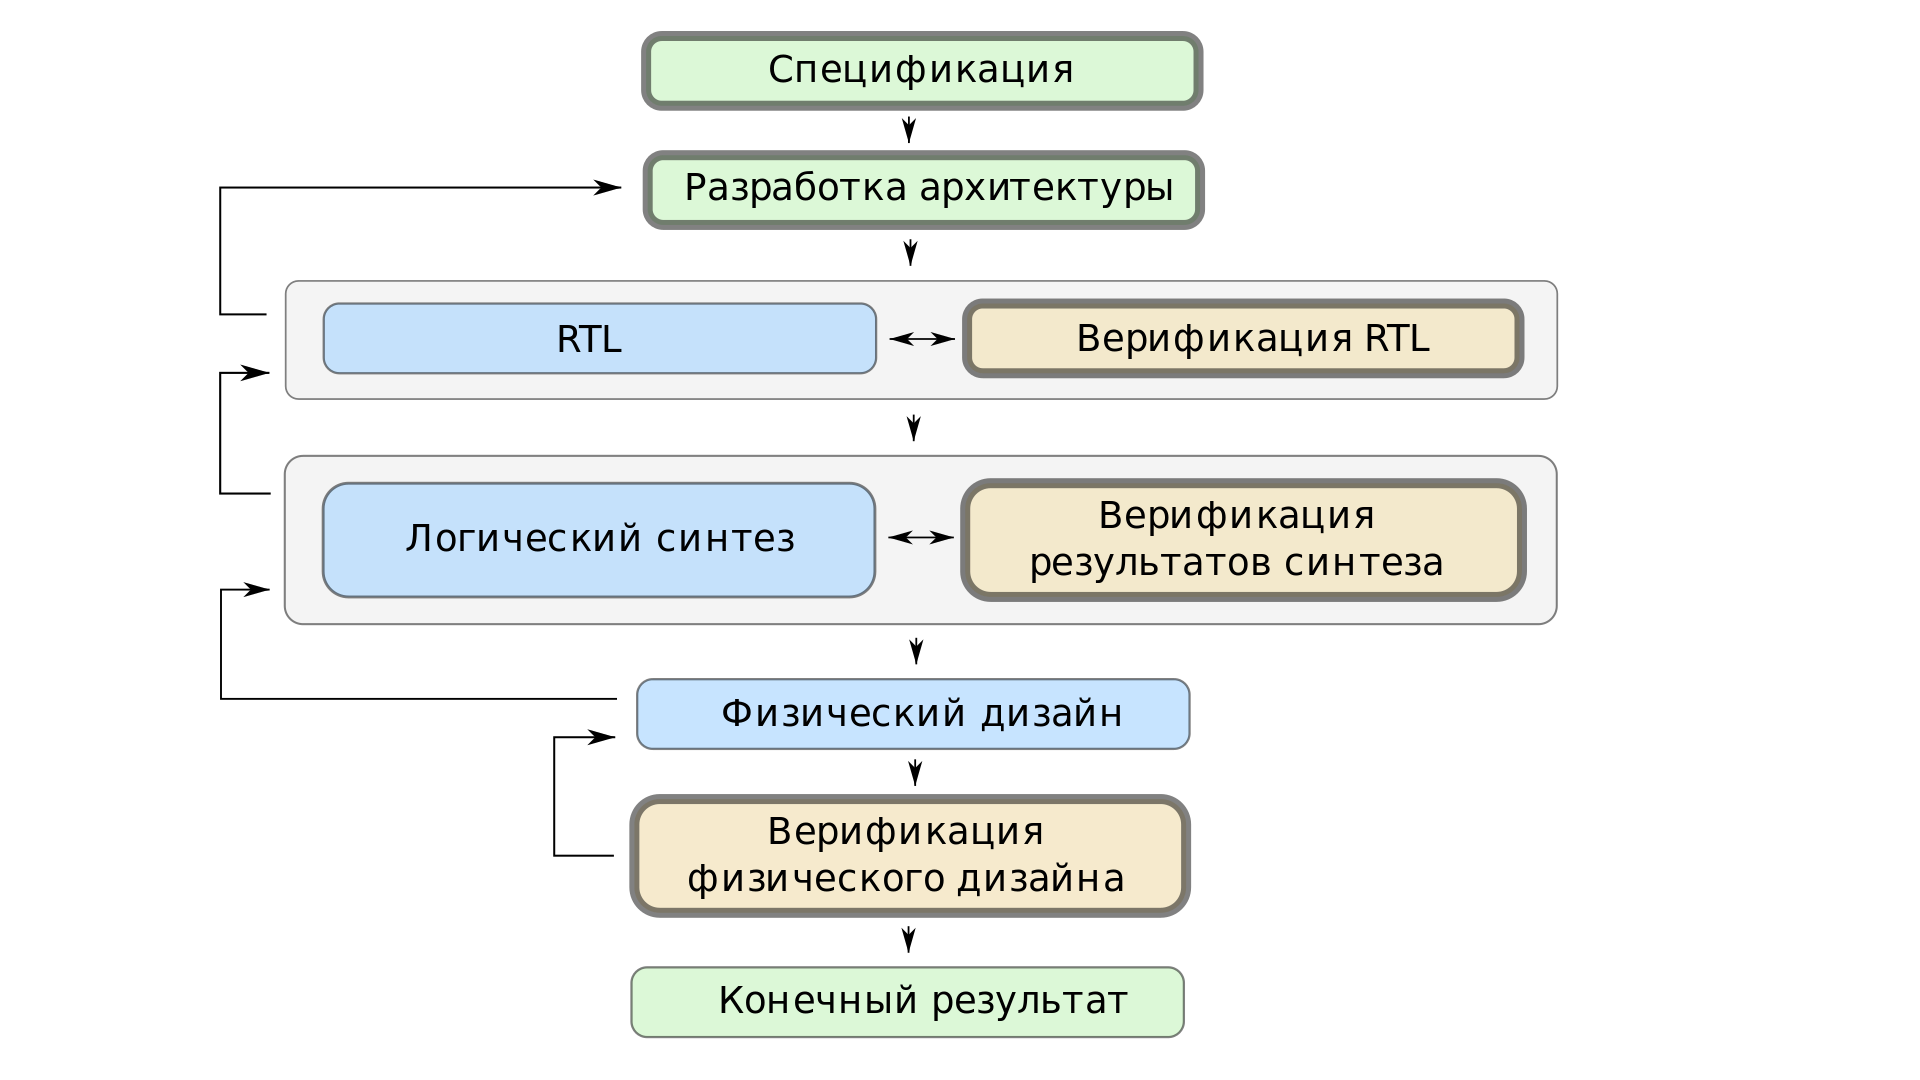 Спецификация
Разработка архитектуры
RTL
Верификация RTL
Логический синтез
Верификация
результатов синтеза
Физический дизайн
Верификация
физического дизайна
Конечный результат